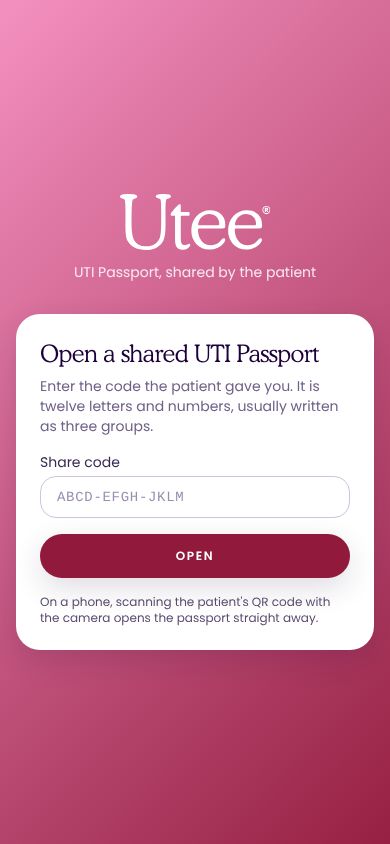 Utee®
UTI Passport, shared by the patient
Open a shared UTI Passport
Enter the code the patient gave you. It is
twelve letters and numbers, usually written
as three groups.
Share code
ABCD-EFGH-JKLM
OPEN
On a phone, scanning the patient's QR code with
the camera opens the passport straight away.